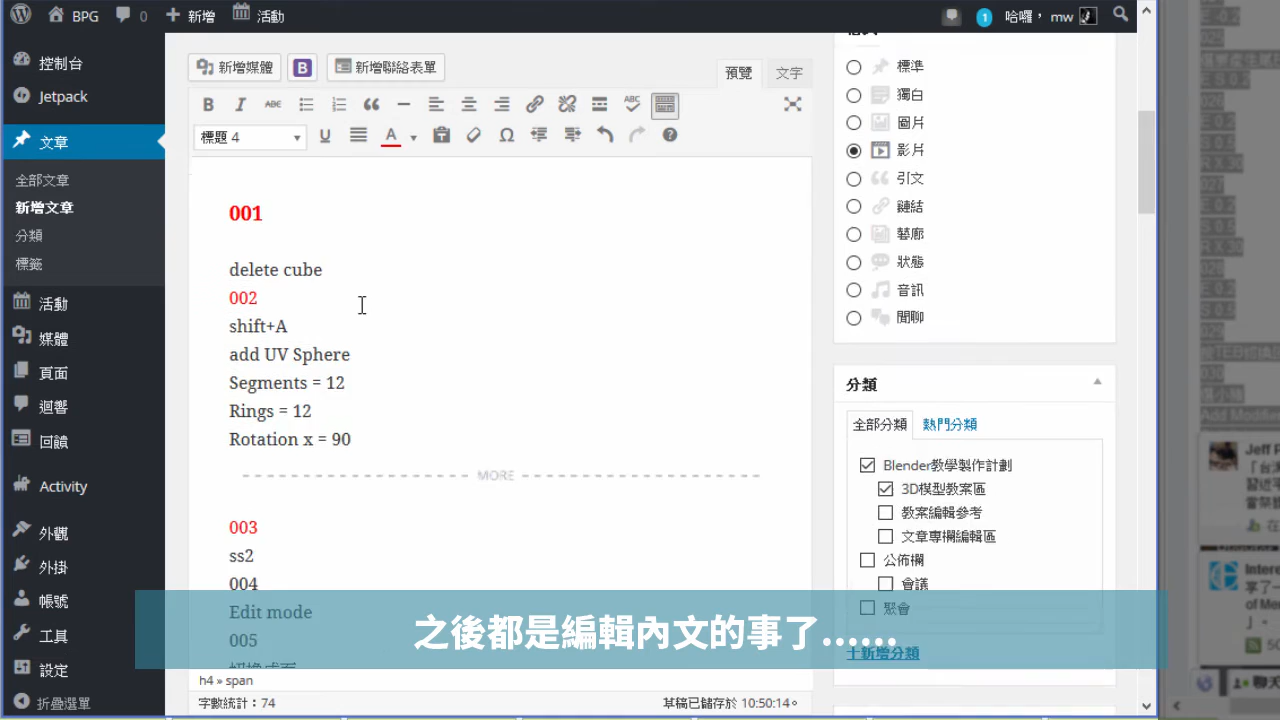 BPG 0 新增 活動 1 哈囉， mw
控制台
Jetpack
文章
全部文章
新增文章
分類
標籤
活動
媒體
頁面
迴響
回饋
Activity
外觀
外掛
帳號
工具
設定
折疊選單
新增媒體 B 新增聯絡表單
預覽 文字
B I ABC ABC
標題 4 U A
001
delete cube
002
shift+A
add UV Sphere
Segments = 12
Rings = 12
Rotation x = 90
MORE
003
ss2
004
Edit mode
005
h4 » span
字數統計：74 草稿已儲存於 10:50:14。
標準
獨白
圖片
影片
引文
鏈結
藝廊
狀態
音訊
閒聊
分類
全部分類 熱門分類
Blender教學製作計劃
3D模型教案區
教案編輯參考
文章專欄編輯區
公佈欄
會議
聚會
十新增分類
之後都是編輯內文的事了......